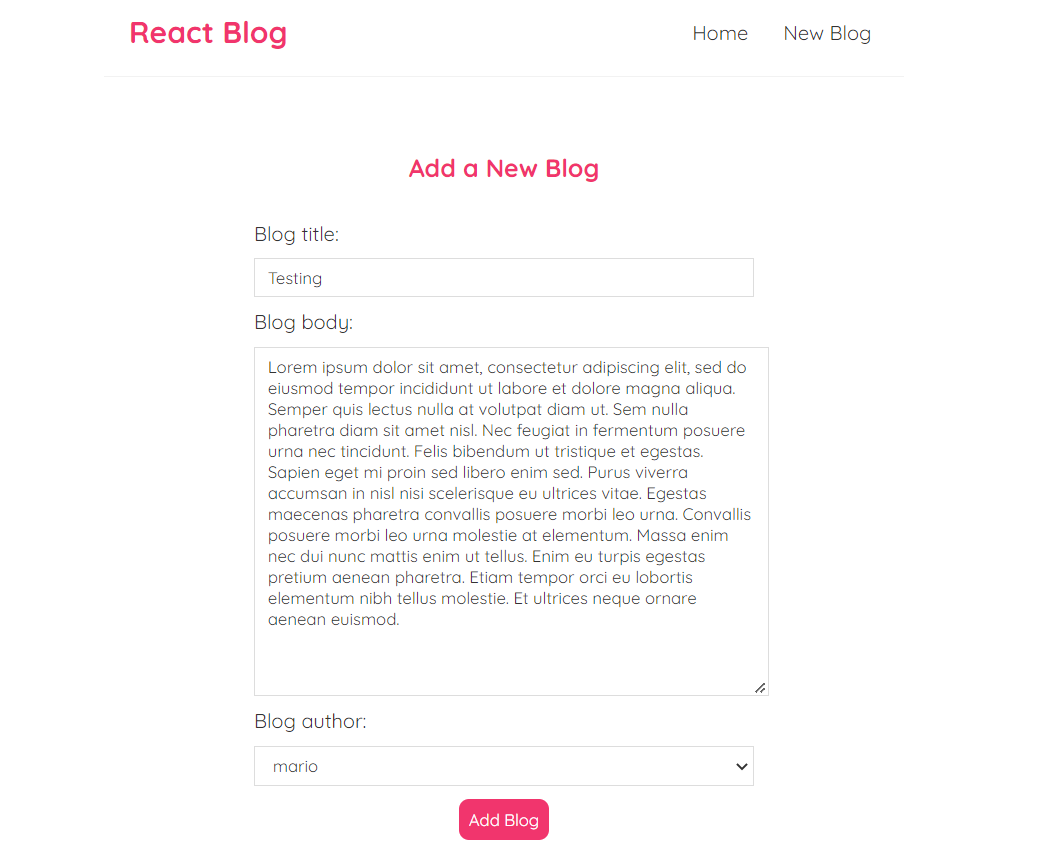 React Blog
Home New Blog
Add a New Blog
Blog title:
Testing
Blog body:
Lorem ipsum dolor sit amet, consectetur adipiscing elit, sed do
eiusmod tempor incididunt ut labore et dolore magna aliqua.
Semper quis lectus nulla at volutpat diam ut. Sem nulla
pharetra diam sit amet nisl. Nec feugiat in fermentum posuere
urna nec tincidunt. Felis bibendum ut tristique et egestas.
Sapien eget mi proin sed libero enim sed. Purus viverra
accumsan in nisl nisi scelerisque eu ultrices vitae. Egestas
maecenas pharetra convallis posuere morbi leo urna. Convallis
posuere morbi leo urna molestie at elementum. Massa enim
nec dui nunc mattis enim ut tellus. Enim eu turpis egestas
pretium aenean pharetra. Etiam tempor orci eu lobortis
elementum nibh tellus molestie. Et ultrices neque ornare
aenean euismod.
Blog author:
mario
Add Blog